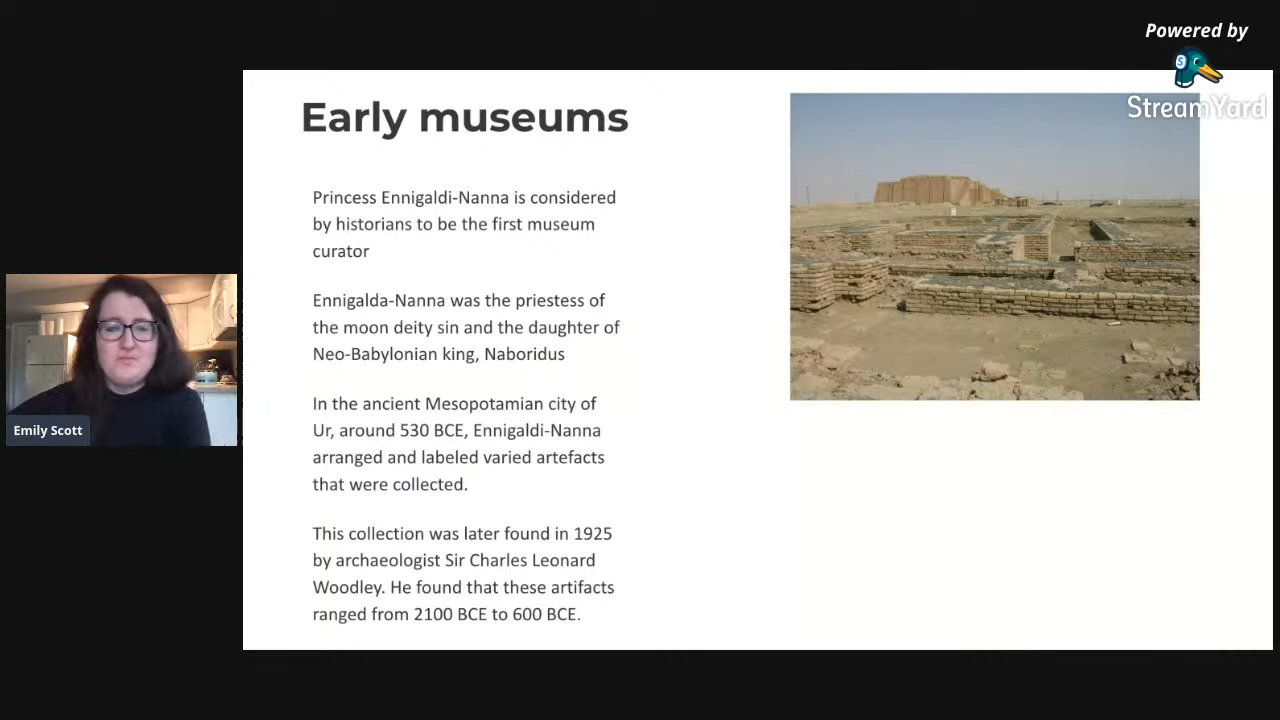 Powered by
StreamYard
Early museums
Princess Ennigaldi-Nanna is considered
by historians to be the first museum
curator
Ennigalda-Nanna was the priestess of
the moon deity sin and the daughter of
Neo-Babylonian king, Naboridus
In the ancient Mesopotamian city of
Ur, around 530 BCE, Ennigaldi-Nanna
arranged and labeled varied artefacts
that were collected.
This collection was later found in 1925
by archaeologist Sir Charles Leonard
Woodley. He found that these artifacts
ranged from 2100 BCE to 600 BCE.
Emily Scott